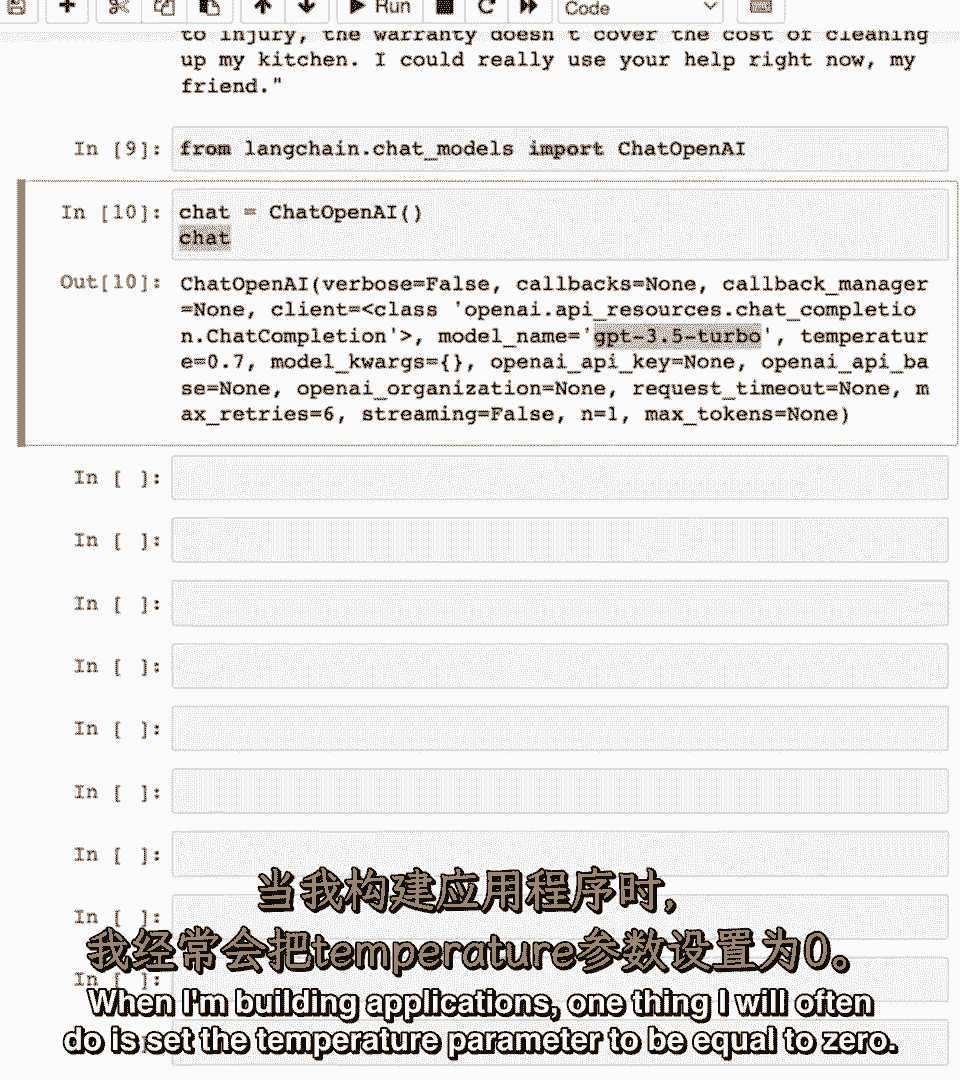 Run
Code
to injury, the warranty doesn't cover the cost of cleaning
up my kitchen. I could really use your help right now, my
friend."
In [9]: from langchain.chat_models import ChatOpenAI
In [10]: chat = ChatOpenAI()
chat
Out[10]: ChatOpenAI(verbose=False, callbacks=None, callback_manager
=None, client=<class 'openai.api_resources.chat_completio
n.ChatCompletion'>, model_name='gpt-3.5-turbo', temperatur
e=0.7, model_kwargs={}, openai_api_key=None, openai_api_ba
se=None, openai_organization=None, request_timeout=None, m
ax_retries=6, streaming=False, n=1, max_tokens=None)
In [ ]:
In [ ]:
In [ ]:
In [ ]:
In [ ]:
In [ ]:
In [ ]:
In [ ]:
In [ ]:
当我构建应用程序时,
我经常会把temperature参数设置为0。
When I'm building applications, one thing I will often
do is set the temperature parameter to be equal to zero.